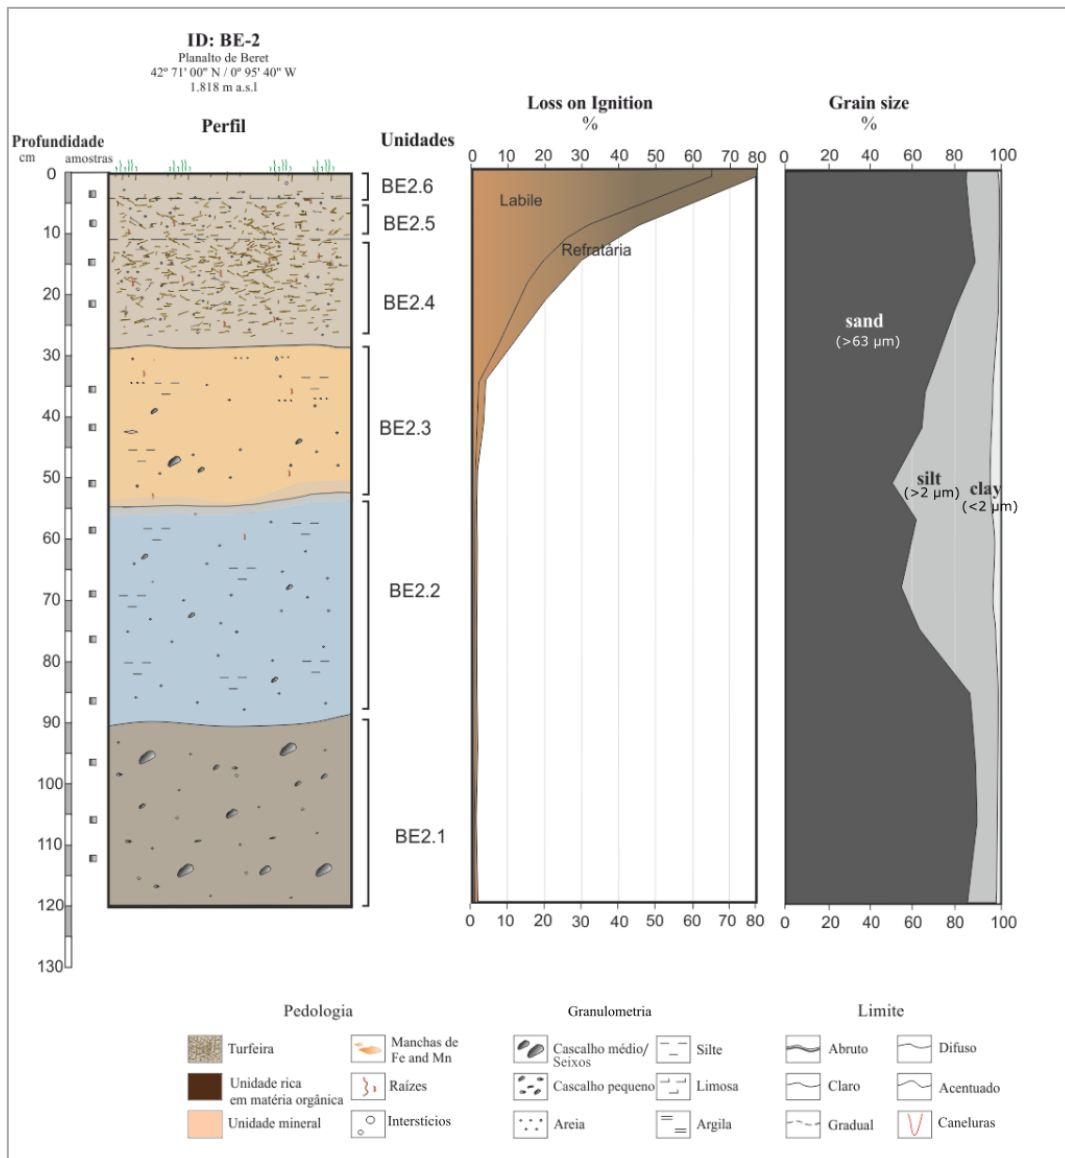 ID: BE-2
Planalto de Beret
42º 71' 00" N / 0º 95' 40" W
1.818 m a.s.l
Perfil
Profundidade
cm amostras
Unidades
0
10
20
30
40
50
60
70
80
90
100
110
120
130
BE2.6
BE2.5
BE2.4
BE2.3
BE2.2
BE2.1
Loss on Ignition
%
0 10 20 30 40 50 60 70 80
Labile
Refratária
0 10 20 30 40 50 60 70 80
Grain size
%
0 20 40 60 80 100
sand
(>63 µm)
silt
(>2 µm)
clay
(<2 µm)
0 20 40 60 80 100
Pedologia
Turfeira
Unidade rica
em matéria orgânica
Unidade mineral
Manchas de
Fe and Mn
Raízes
Interstícios
Granulometria
Cascalho médio/
Seixos
Cascalho pequeno
Areia
Silte
Limosa
Argila
Limite
Abruto
Claro
Gradual
Difuso
Acentuado
Caneluras